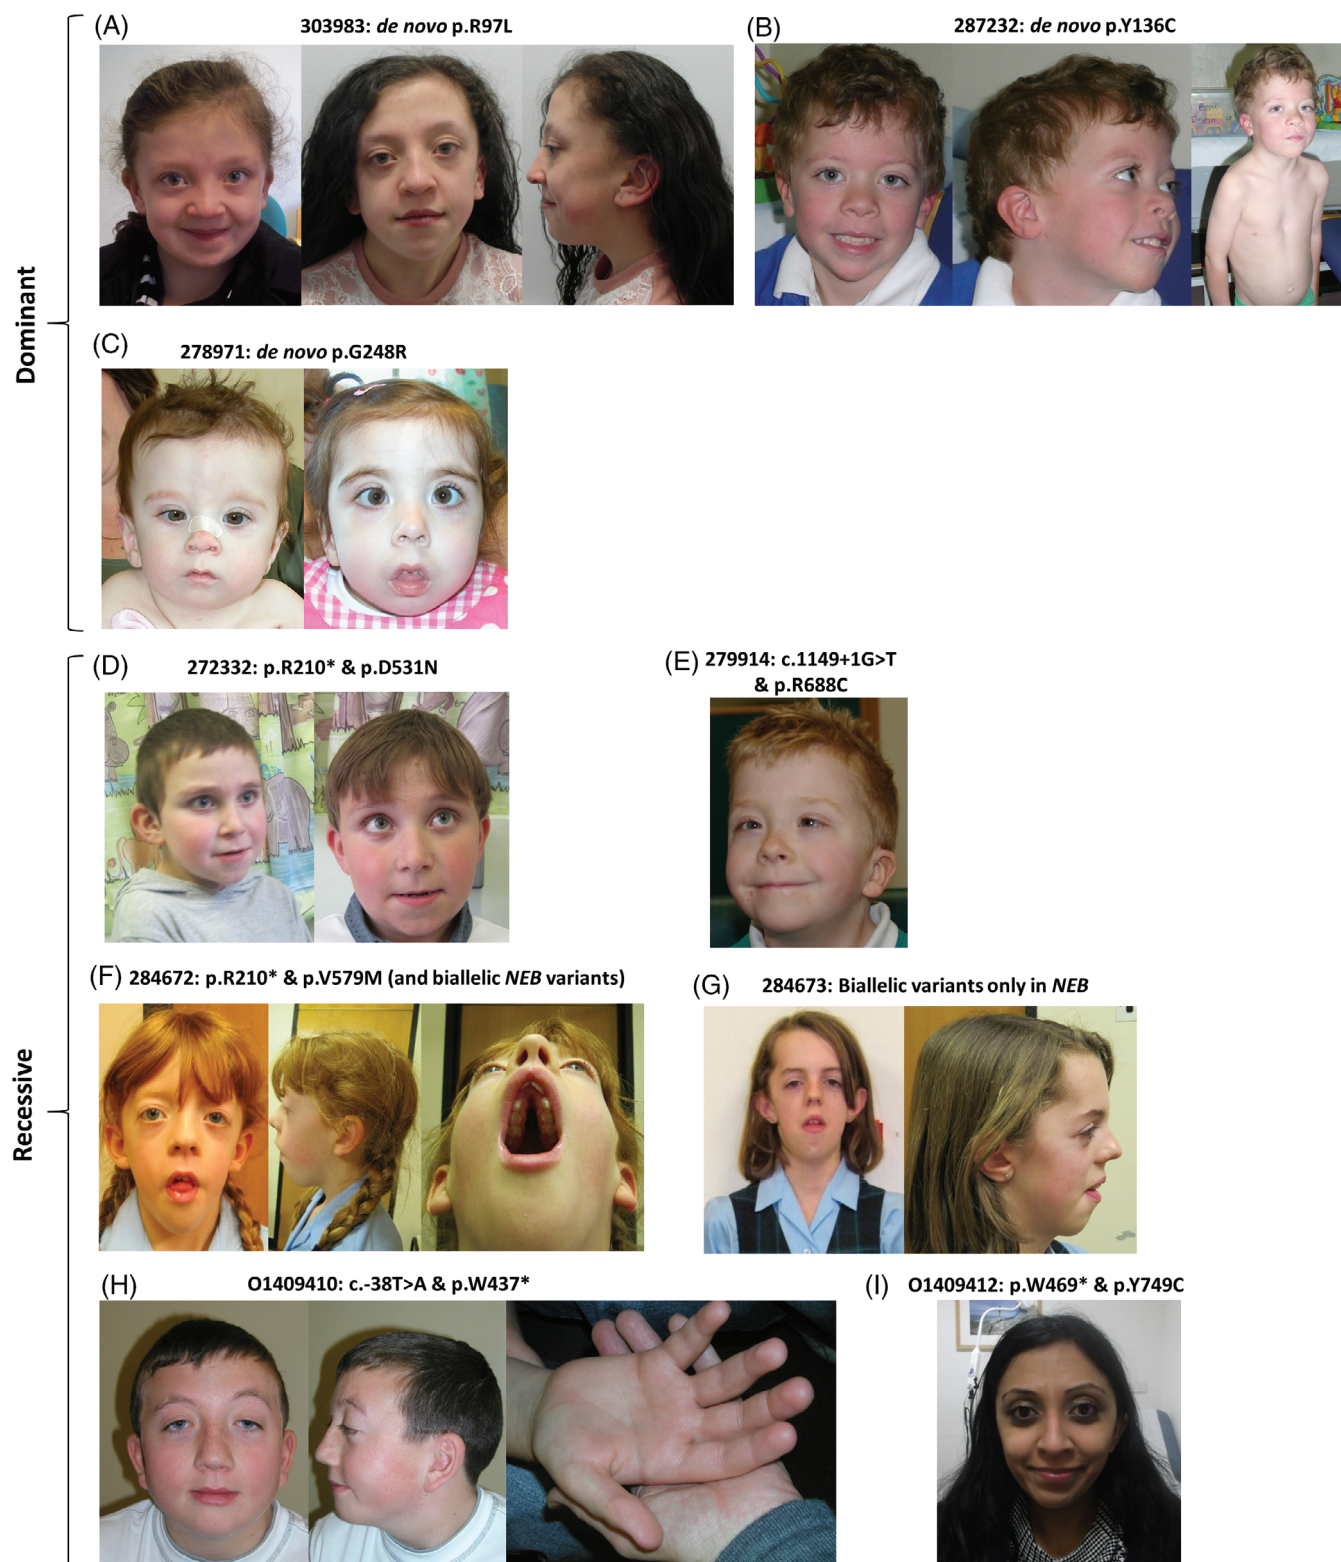 (A) 303983: de novo p.R97L
(B) 287232: de novo p.Y136C
Dominant
(C) 278971: de novo p.G248R
(D) 272332: p.R210* & p.D531N
(E) 279914: c.1149+1G>T
& p.R688C
(F) 284672: p.R210* & p.V579M (and biallelic NEB variants)
(G) 284673: Biallelic variants only in NEB
Recessive
(H) O1409410: c.-38T>A & p.W437*
(I) O1409412: p.W469* & p.Y749C